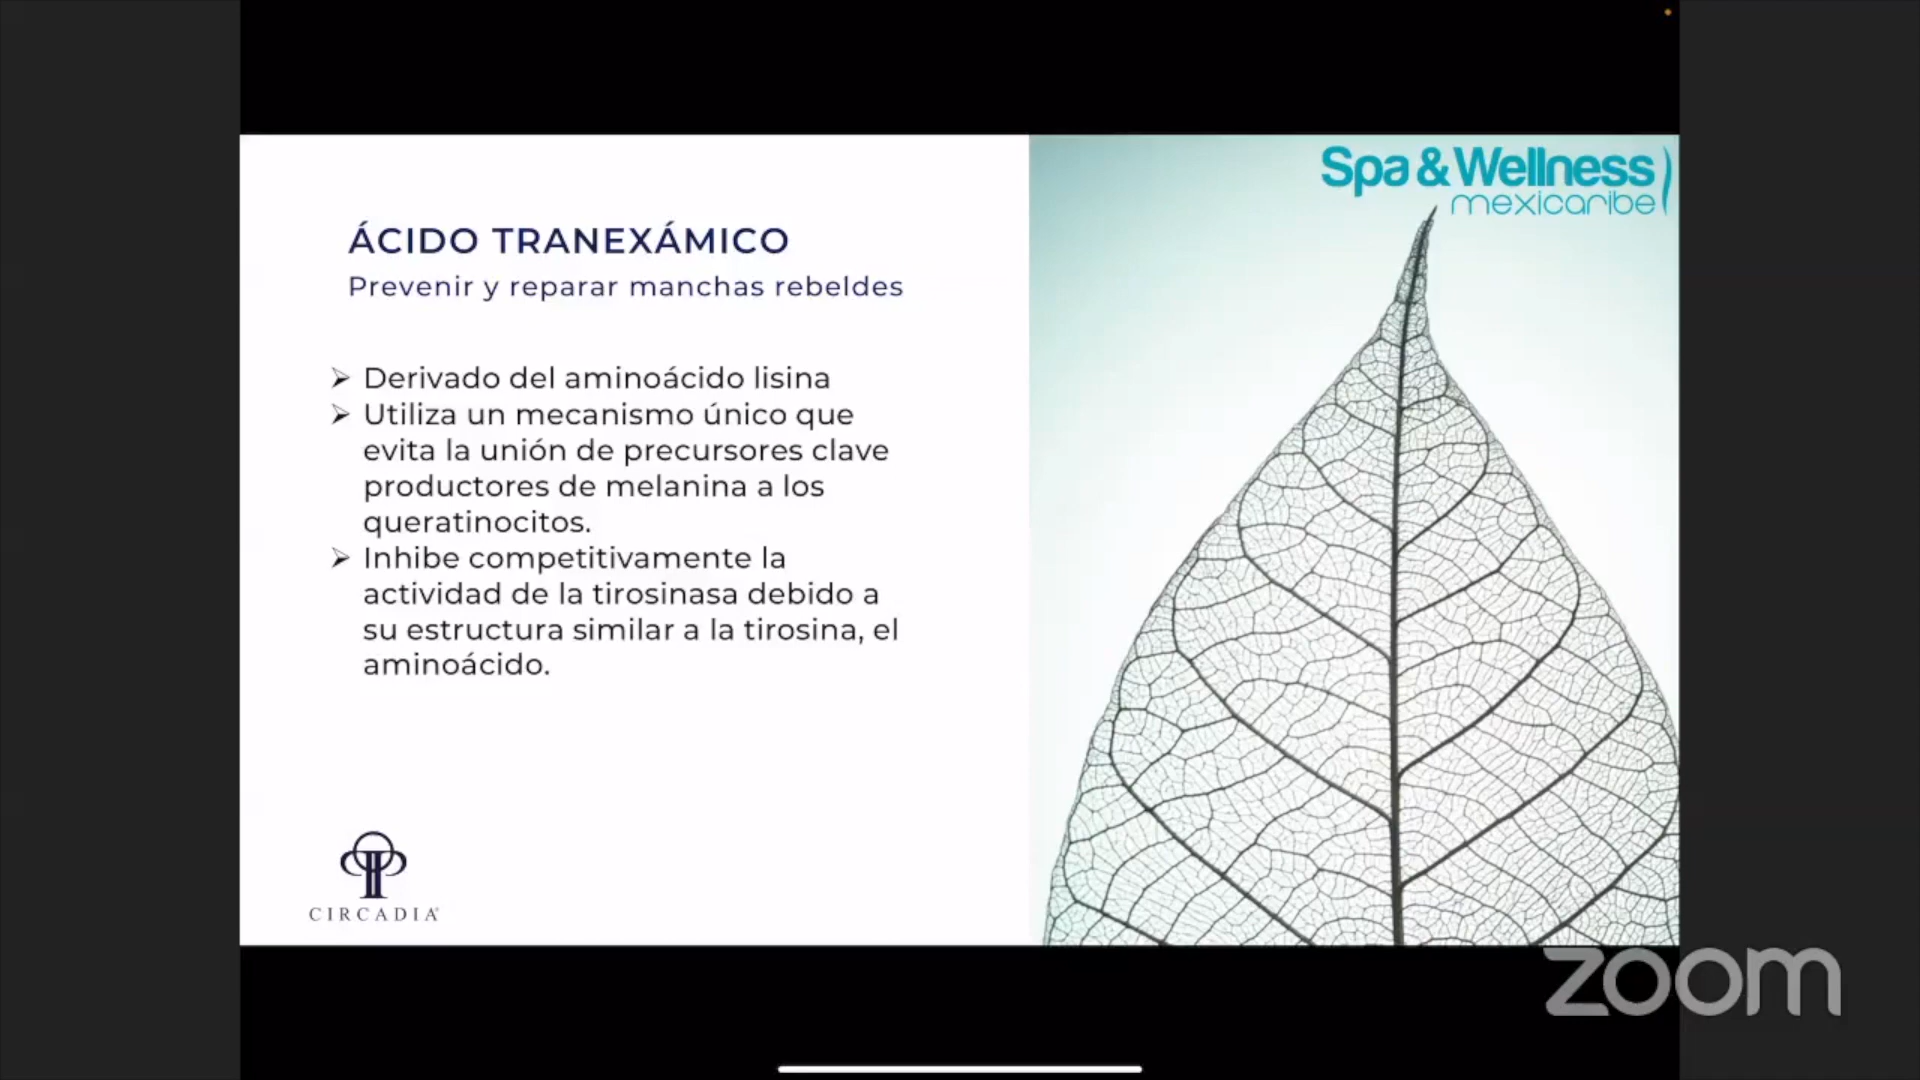 Spa & Wellness
mexicaribe
ÁCIDO TRANEXÁMICO
Prevenir y reparar manchas rebeldes
➢ Derivado del aminoácido lisina
➢ Utiliza un mecanismo único que
evita la unión de precursores clave
productores de melanina a los
queratinocitos.
➢ Inhibe competitivamente la
actividad de la tirosinasa debido a
su estructura similar a la tirosina, el
aminoácido.
CIRCADIA®
zoom